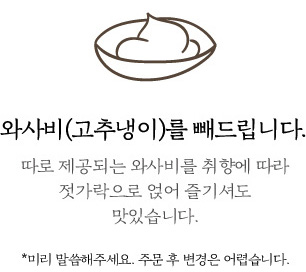 와사비(고추냉이)를 빼드립니다.
따로 제공되는 와사비를 취향에 따라
젓가락으로 얹어 즐기셔도
맛있습니다.
*미리 말씀해주세요. 주문 후 변경은 어렵습니다.